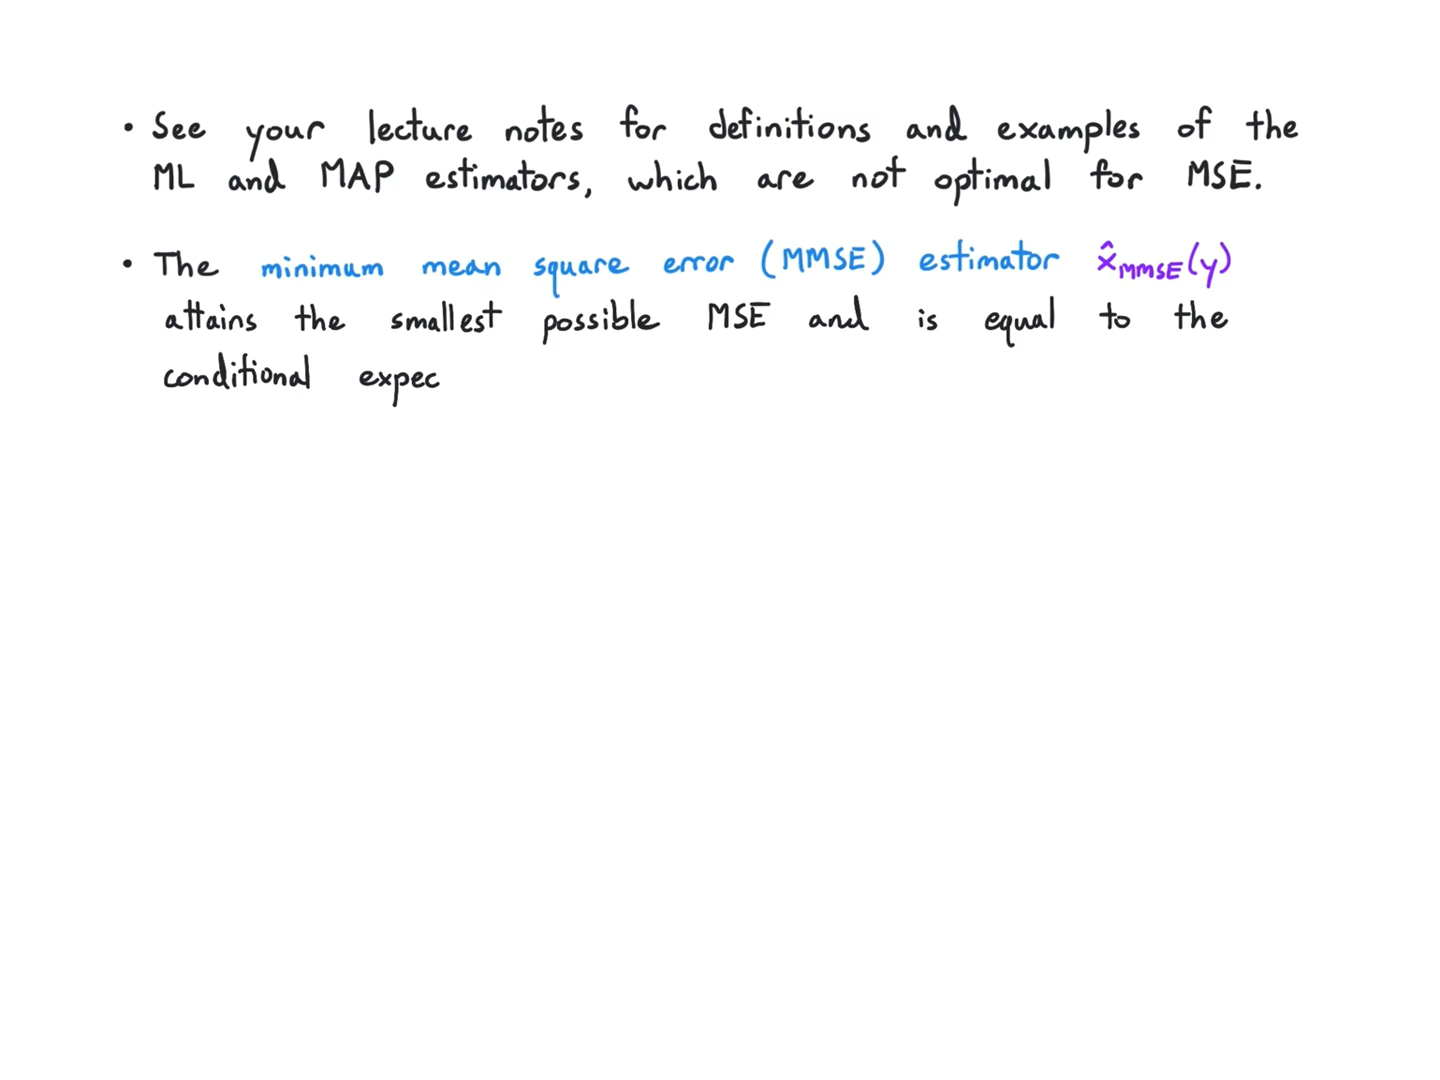 • See your lecture notes for definitions and examples of the
ML and MAP estimators, which are not optimal for MSE.
• The minimum mean square error (MMSE) estimator x̂_MMSE(y)
attains the smallest possible MSE and is equal to the
conditional expec